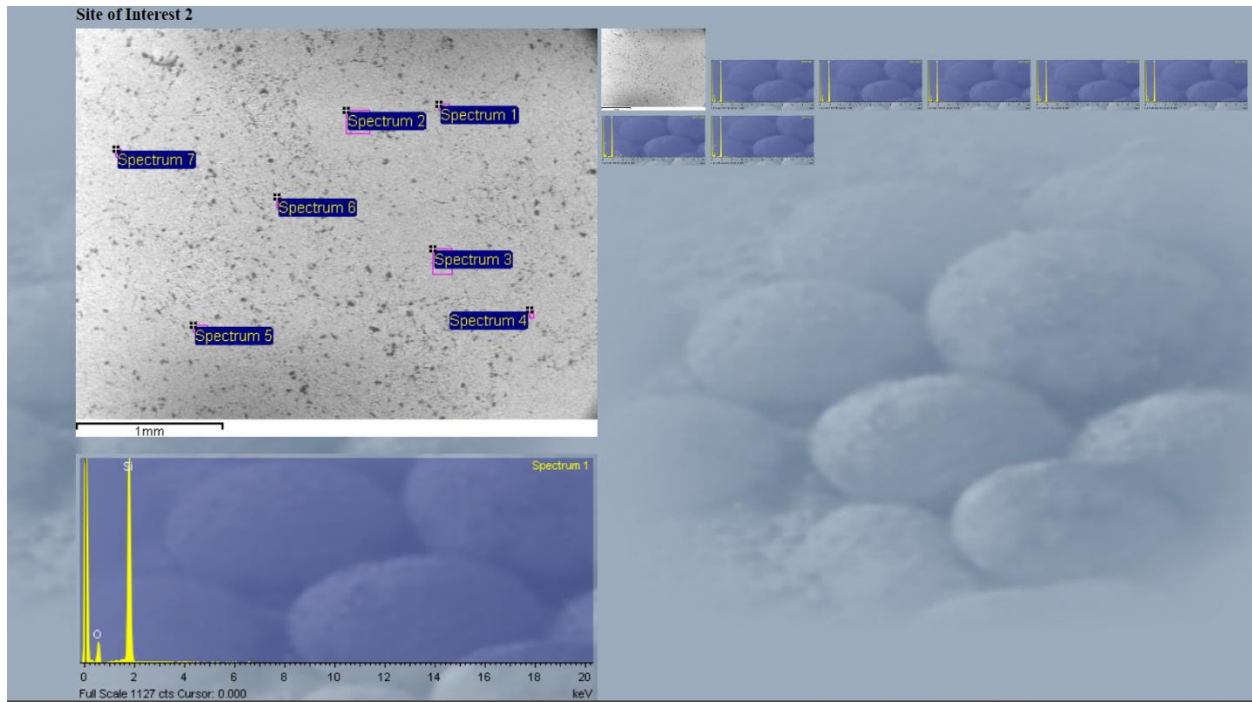 Site of Interest 2
Spectrum 1
Spectrum 2
Spectrum 7
Spectrum 6
Spectrum 3
Spectrum 4
Spectrum 5
1mm
Si
Spectrum 1
O
0 2 4 6 8 10 12 14 16 18 20
Full Scale 1127 cts Cursor: 0.000 keV